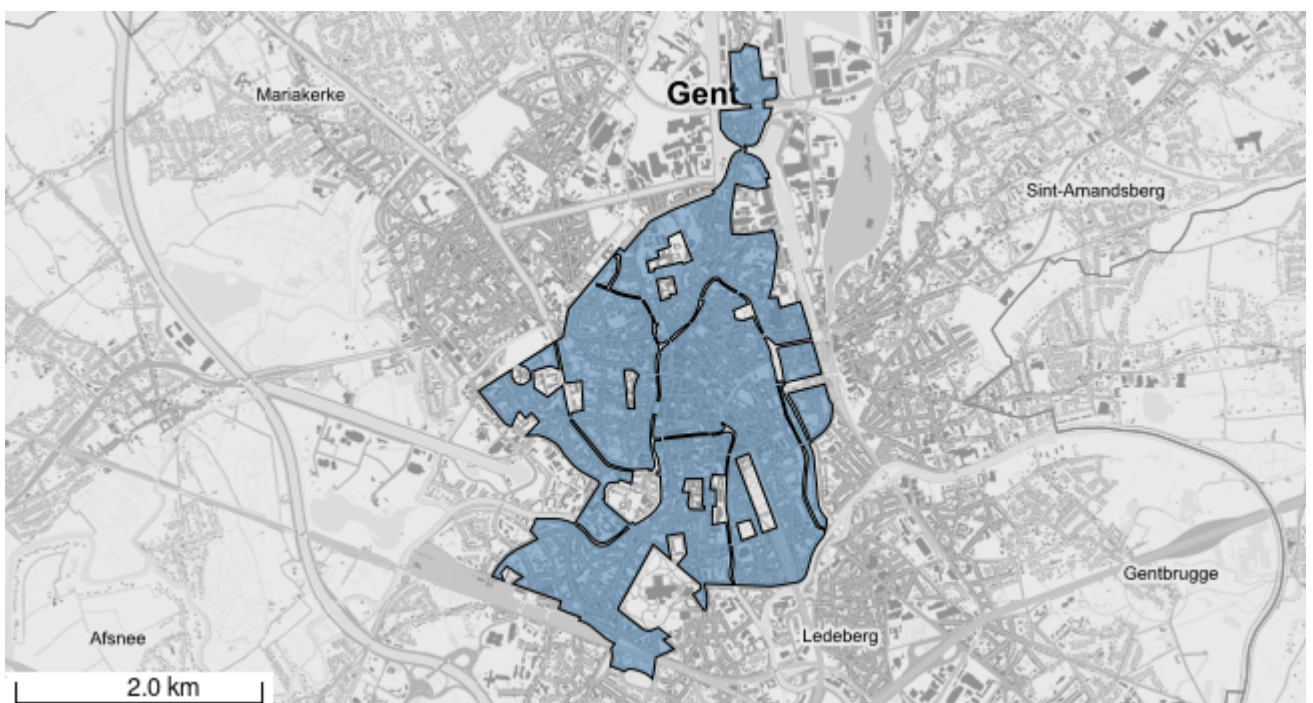 Mariakerke
Gent
Sint-Amandsberg
Gentbrugge
Afsnee
Ledeberg
2.0 km